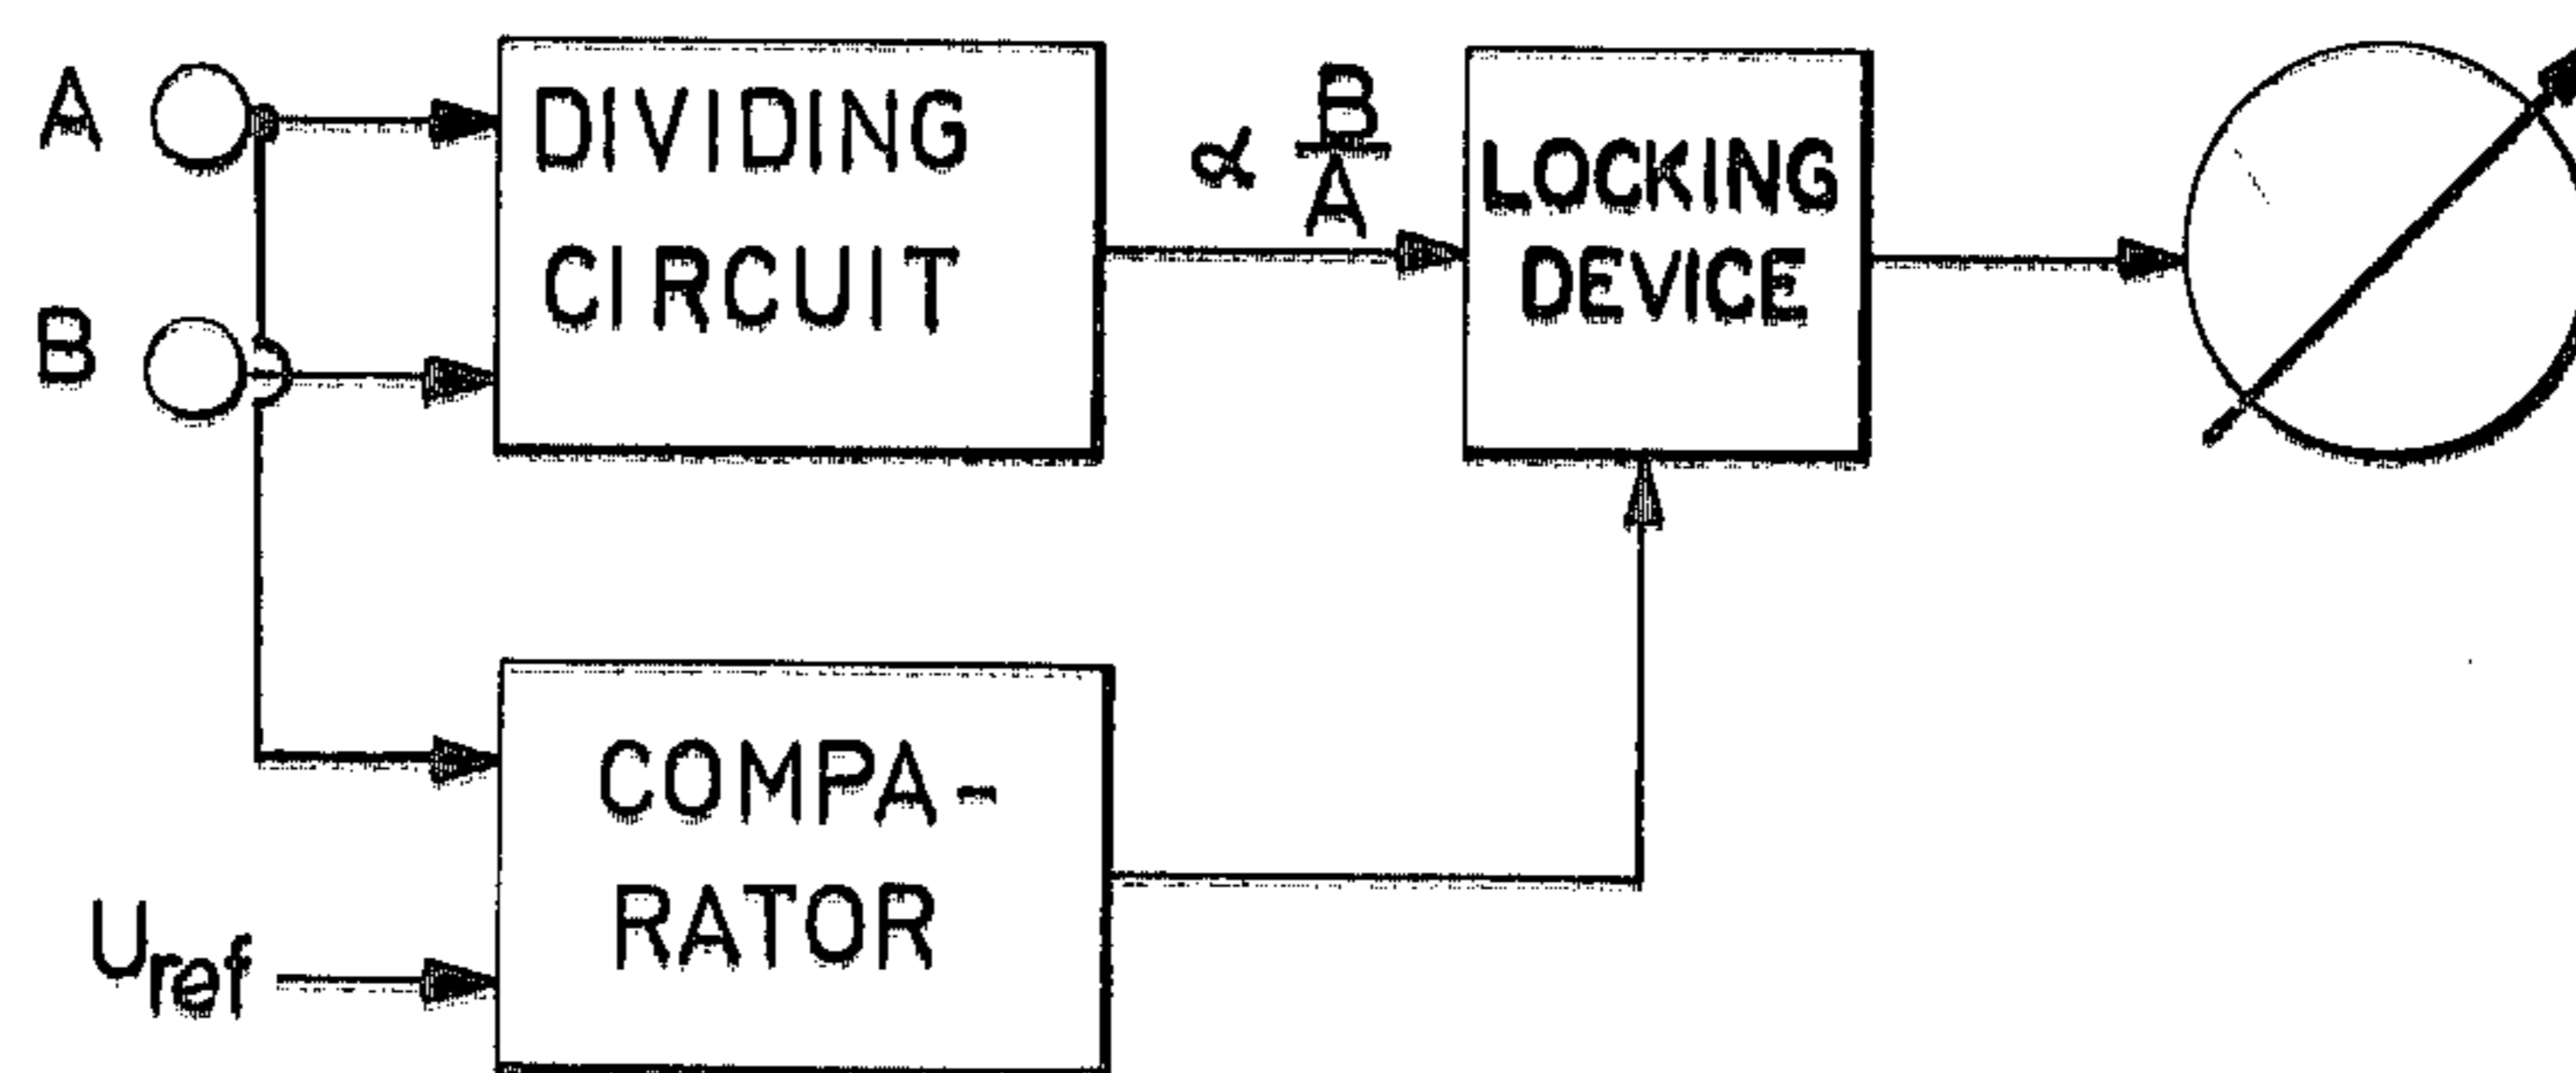 A
B
DIVIDING
CIRCUIT
∝ B/A
LOCKING
DEVICE
COMPA-
RATOR
Uref